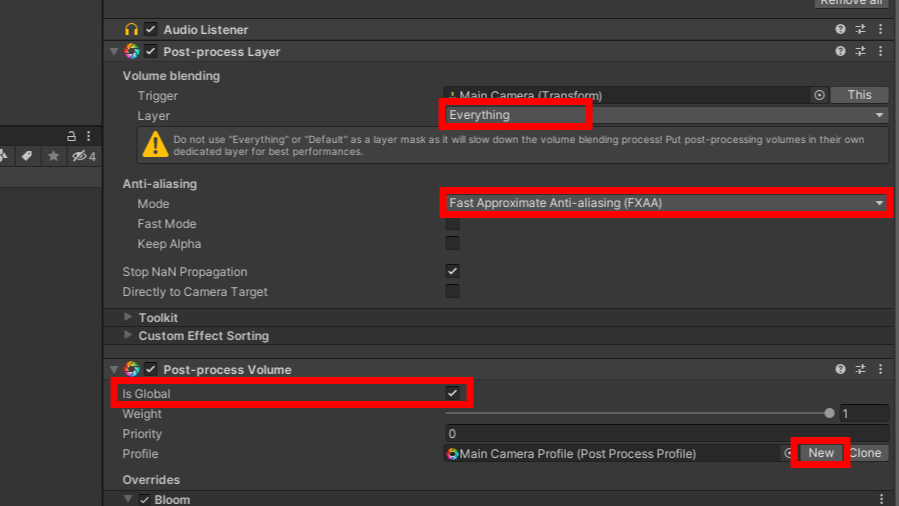 Remove all
Audio Listener
Post-process Layer
Volume blending
Trigger
Main Camera (Transform)
This
Layer
Everything
Do not use "Everything" or "Default" as a layer mask as it will slow down the volume blending process! Put post-processing volumes in their own
dedicated layer for best performances.
4
Anti-aliasing
Mode
Fast Approximate Anti-aliasing (FXAA)
Fast Mode
Keep Alpha
Stop NaN Propagation
Directly to Camera Target
Toolkit
Custom Effect Sorting
Post-process Volume
Is Global
Weight
1
Priority
0
Profile
Main Camera Profile (Post Process Profile)
New
Clone
Overrides
Bloom